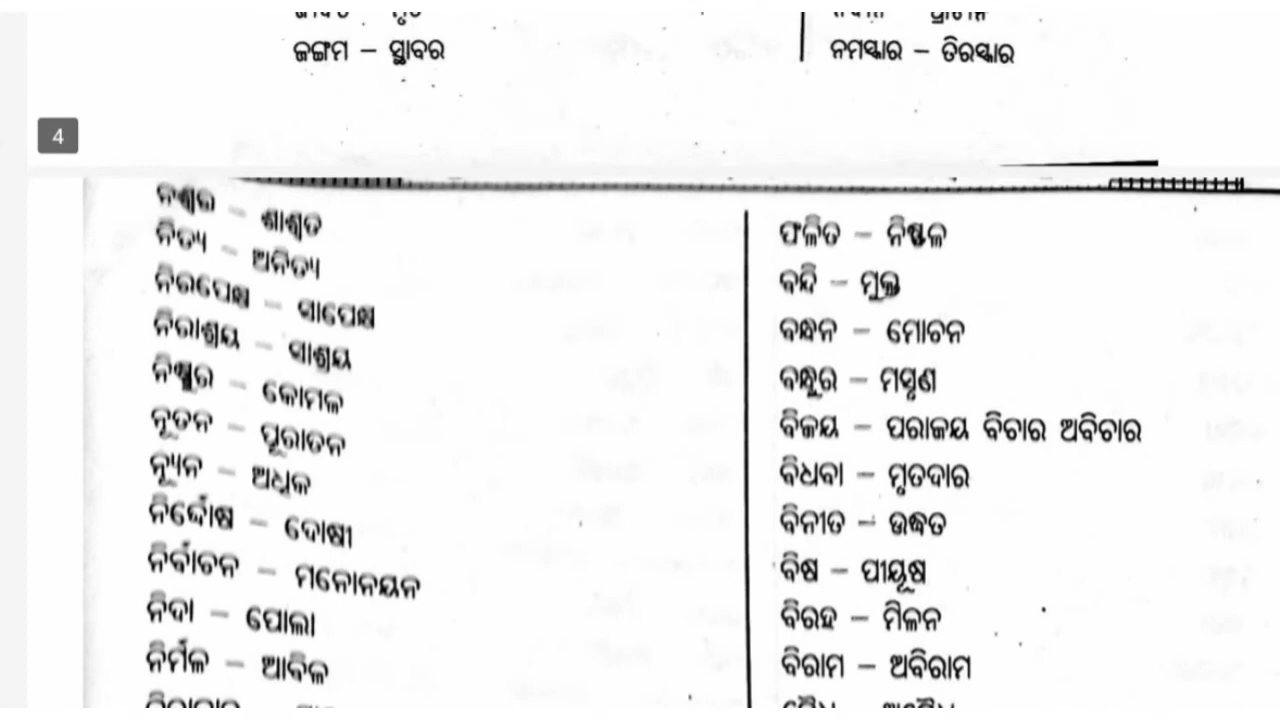 ଜଙ୍ଗମ – ସ୍ଥାବର
ନମସ୍କାର – ତିରସ୍କାର
4
ନଶ୍ୱର – ଶାଶ୍ୱତ
ନିତ୍ୟ – ଅନିତ୍ୟ
ନିରପେକ୍ଷ – ସାପେକ୍ଷ
ନିରାଶ୍ରୟ – ସାଶ୍ରୟ
ନିଷ୍ଠୁର – କୋମଳ
ନୂତନ – ପୂରାତନ
ନ୍ୟୂନ – ଅଧିକ
ନିର୍ଦ୍ଦୋଷ – ଦୋଷୀ
ନିର୍ବାଚନ – ମନୋନୟନ
ନିଦା – ପୋଲା
ନିର୍ମଳ – ଆବିଳ
ଫଳିତ – ନିଷ୍ଫଳ
ବନ୍ଦି – ମୁକ୍ତ
ବନ୍ଧନ – ମୋଚନ
ବନ୍ଧୁର – ମସୃଣ
ବିଜୟ – ପରାଜୟ ବିଚାର ଅବିଚାର
ବିଧବା – ମୃତଦାର
ବିନୀତ – ଉଦ୍ଧତ
ବିଷ – ପୀୟୂଷ
ବିରହ – ମିଳନ
ବିରାମ – ଅବିରାମ